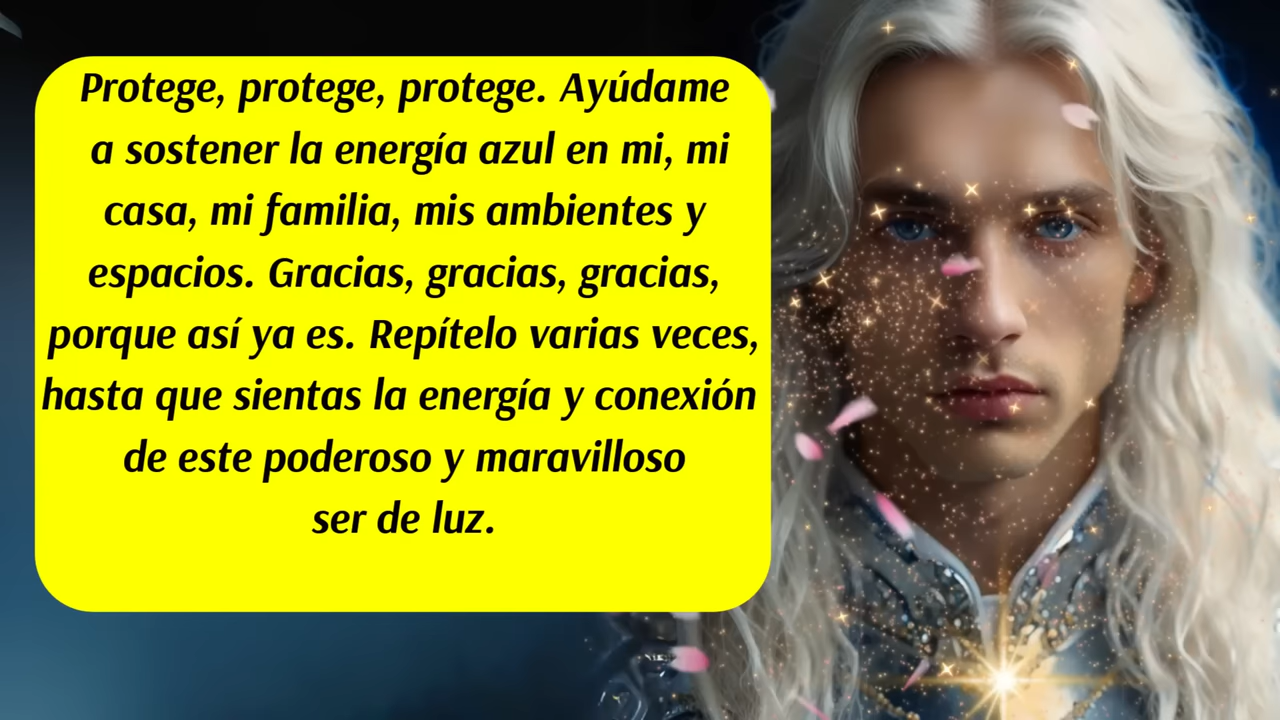 Protege, protege, protege. Ayúdame
a sostener la energía azul en mi, mi
casa, mi familia, mis ambientes y
espacios. Gracias, gracias, gracias,
porque así ya es. Repítelo varias veces,
hasta que sientas la energía y conexión
de este poderoso y maravilloso
ser de luz.